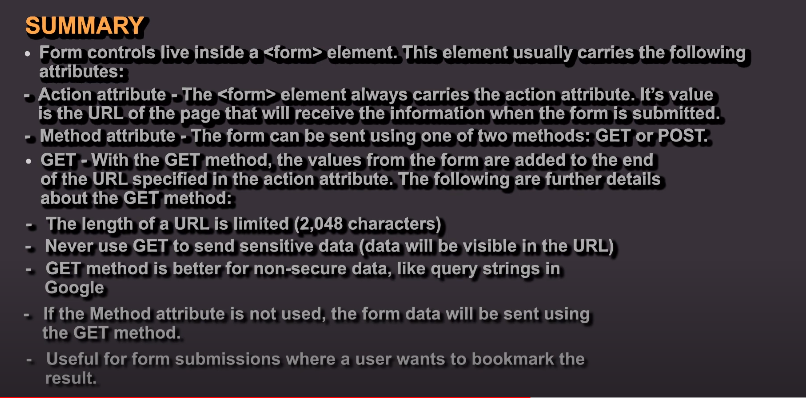 SUMMARY
• Form controls live inside a <form> element. This element usually carries the following
attributes:
- Action attribute - The <form> element always carries the action attribute. It's value
is the URL of the page that will receive the information when the form is submitted.
- Method attribute - The form can be sent using one of two methods: GET or POST.
• GET - With the GET method, the values from the form are added to the end
of the URL specified in the action attribute. The following are further details
about the GET method:
- The length of a URL is limited (2,048 characters)
- Never use GET to send sensitive data (data will be visible in the URL)
- GET method is better for non-secure data, like query strings in
Google
- If the Method attribute is not used, the form data will be sent using
the GET method.
- Useful for form submissions where a user wants to bookmark the
result.